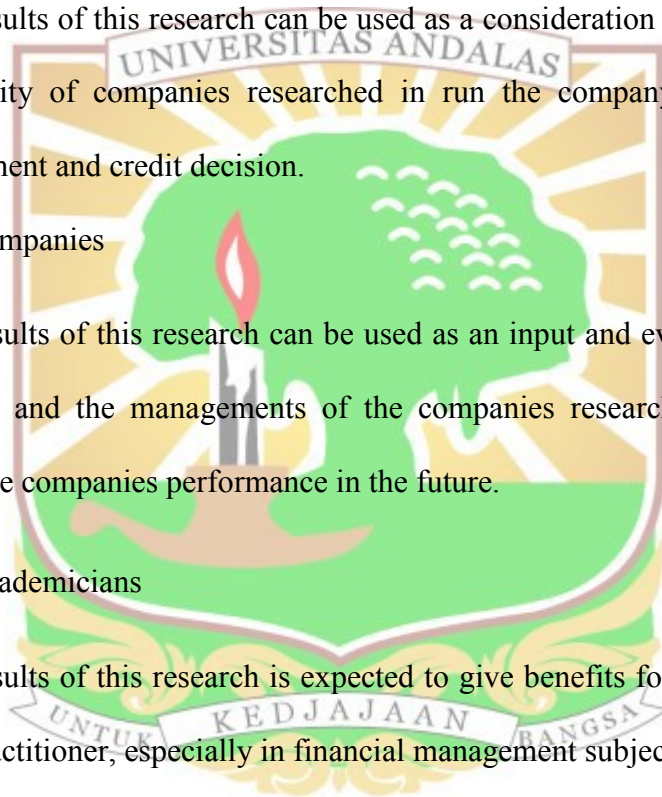 sults of this research can be used as a consideration
UNIVERSITAS ANDALAS
ity of companies researched in run the company
nent and credit decision.
mpanies
sults of this research can be used as an input and ev
and the managements of the companies research
e companies performance in the future.
ademicians
sults of this research is expected to give benefits fo
UNTUK KEDJAJAAN BANGSA
actitioner, especially in financial management subjec